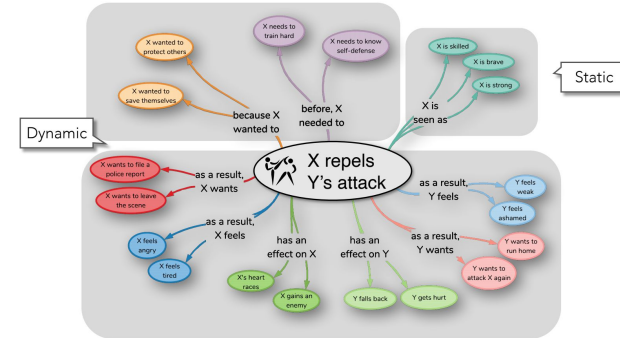 X wanted to
protect others
X needs to
train hard
X needs to know
self-defense
X is skilled
X is brave
X is strong
X wanted to
save themselves
because X
wanted to
before, X
needed to
X is
seen as
Static
Dynamic
X repels
Y's attack
X wants to file a
police report
as a result,
X wants
X wants to leave
the scene
as a result,
Y feels
Y feels
weak
Y feels
ashamed
X feels
angry
X feels
tired
as a result,
X feels
has an
effect on X
has an
effect on Y
as a result,
Y wants
Y wants to
run home
Y wants to
attack X again
X's heart
races
X gains an
enemy
Y falls back
Y gets hurt